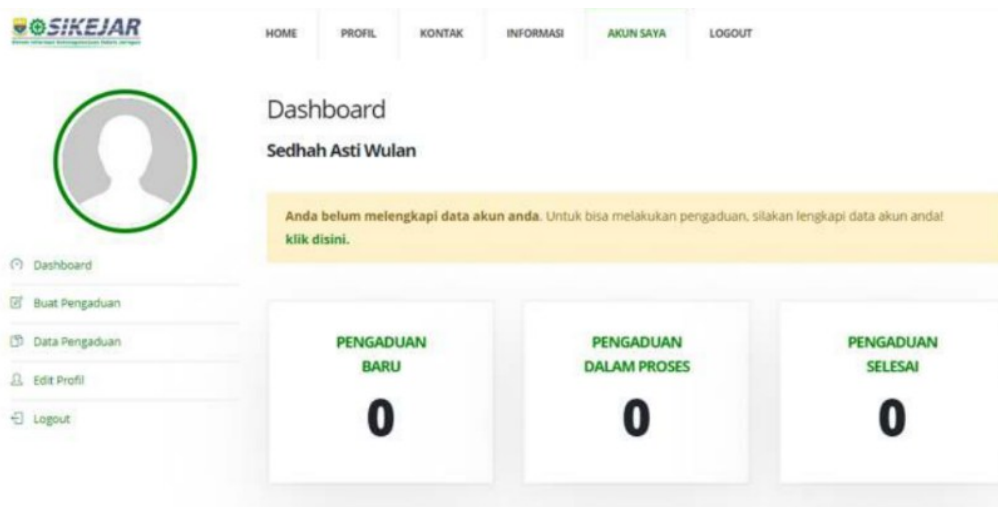 SIKEJAR
HOME PROFIL KONTAK INFORMASI AKUN SAYA LOGOUT
Dashboard
Sedhah Asti Wulan
Anda belum melengkapi data akun anda. Untuk bisa melakukan pengaduan, silakan lengkapi data akun anda!
klik disini.
Dashboard
Buat Pengaduan
Data Pengaduan
Edit Profil
Logout
PENGADUAN
BARU
0
PENGADUAN
DALAM PROSES
0
PENGADUAN
SELESAI
0